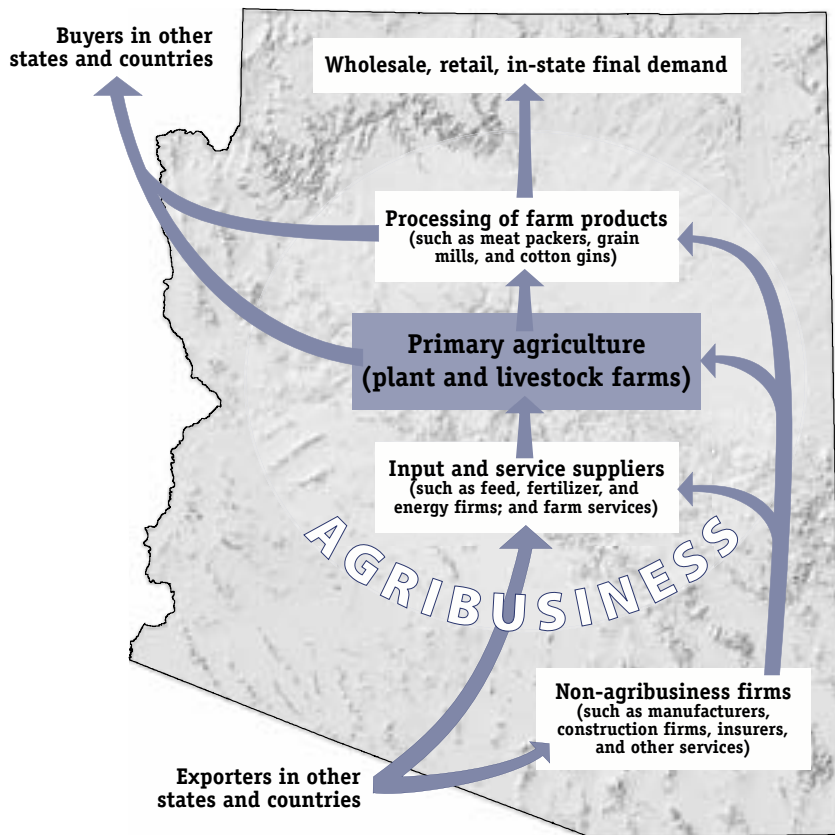 Buyers in other
states and countries
Wholesale, retail, in-state final demand
Processing of farm products
(such as meat packers, grain
mills, and cotton gins)
Primary agriculture
(plant and livestock farms)
Input and service suppliers
(such as feed, fertilizer, and
energy firms; and farm services)
AGRIBUSINESS
Non-agribusiness firms
(such as manufacturers,
construction firms, insurers,
and other services)
Exporters in other
states and countries